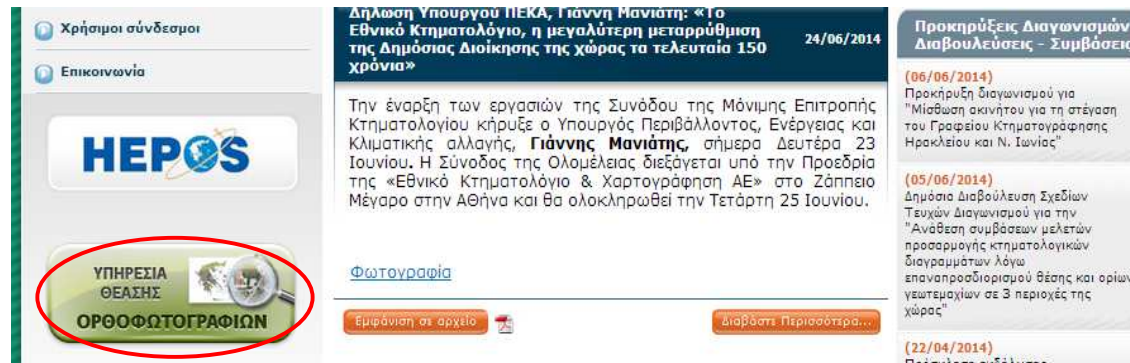 Χρήσιμοι σύνδεσμοι
Επικοινωνία
HEPOS
ΥΠΗΡΕΣΙΑ
ΘΕΑΣΗΣ
ΟΡΘΟΦΩΤΟΓΡΑΦΙΩΝ
Δήλωση Υπουργού ΠΕΚΑ, Γιάννη Μανιάτη: «Το
Εθνικό Κτηματολόγιο, η μεγαλύτερη μεταρρύθμιση
της Δημόσιας Διοίκησης της χώρας τα τελευταία 150
χρόνια»
24/06/2014
Την έναρξη των εργασιών της Συνόδου της Μόνιμης Επιτροπής
Κτηματολογίου κήρυξε ο Υπουργός Περιβάλλοντος, Ενέργειας και
Κλιματικής αλλαγής, Γιάννης Μανιάτης, σήμερα Δευτέρα 23
Ιουνίου. Η Σύνοδος της Ολομέλειας διεξάγεται υπό την Προεδρία
της «Εθνικό Κτηματολόγιο & Χαρτογράφηση ΑΕ» στο Ζάππειο
Μέγαρο στην Αθήνα και θα ολοκληρωθεί την Τετάρτη 25 Ιουνίου.
Φωτογραφία
Εμφάνιση σε αρχείο
Διαβάστε Περισσότερα...
Προκηρύξεις Διαγωνισμών
Διαβουλεύσεις - Συμβάσεις
(06/06/2014)
Προκήρυξη διαγωνισμού για
"Μίσθωση ακινήτου για τη στέγαση
του Γραφείου Κτηματογράφησης
Ηρακλείου και Ν. Ιωνίας"
(05/06/2014)
Δημόσια Διαβούλευση Σχεδίων
Τευχών Διαγωνισμού για την
"Ανάθεση συμβάσεων μελετών
προσαρμογής κτηματολογικών
διαγραμμάτων λόγω
επαναπροσδιορισμού θέσης και ορίων
γεωτεμαχίων σε 3 περιοχές της
χώρας"
(22/04/2014)